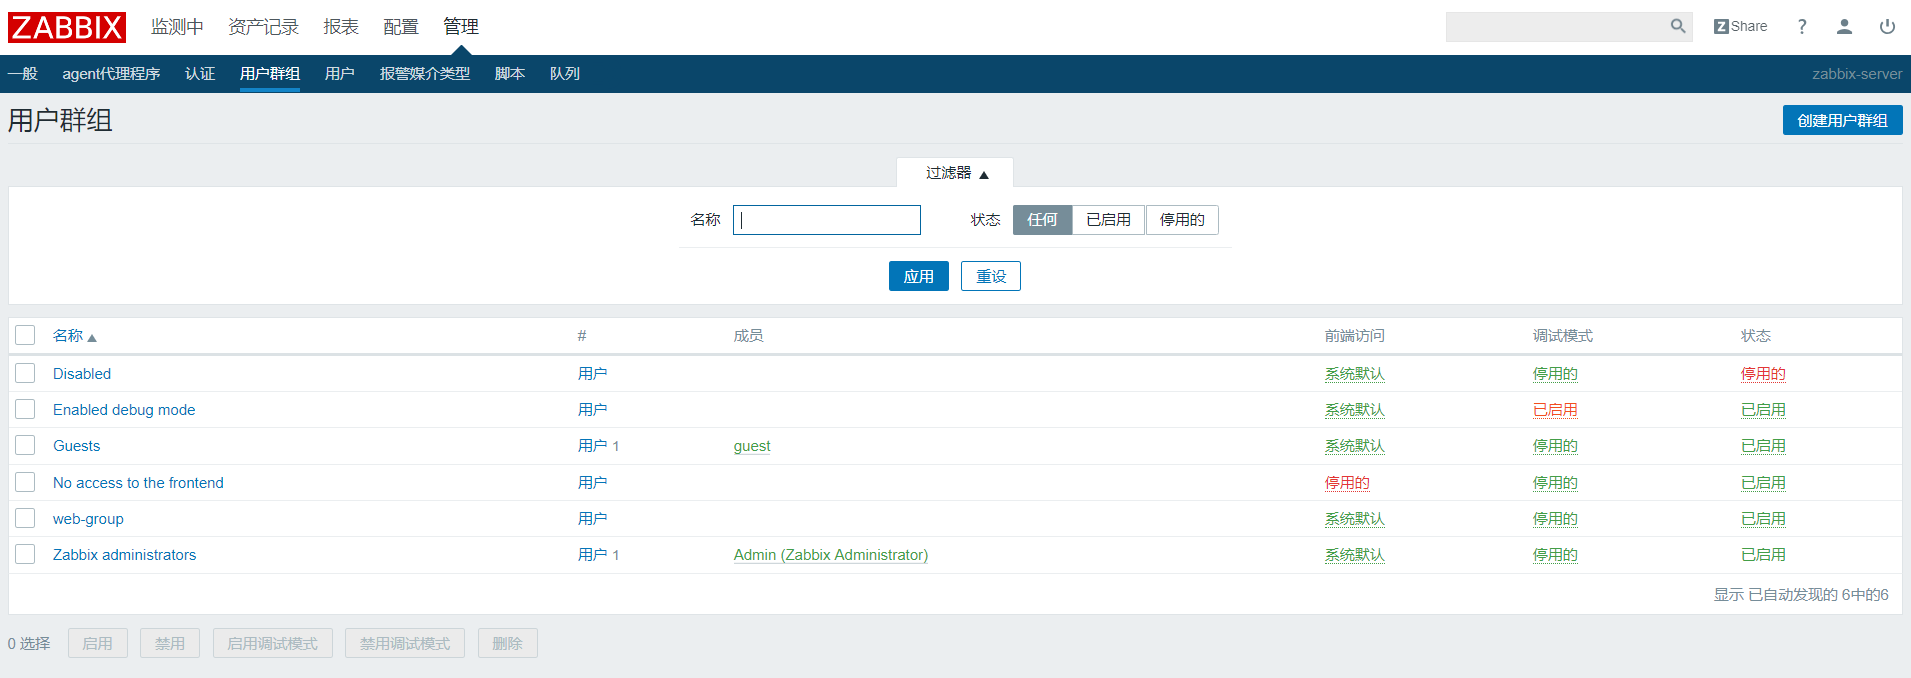 ZABBIX 监测中 资产记录 报表 配置 管理 Z Share ?
一般 agent代理程序 认证 用户群组 用户 报警媒介类型 脚本 队列 zabbix-server
用户群组 创建用户群组
过滤器 ▲
名称 状态 任何 已启用 停用的
应用 重设
名称 ▲ # 成员 前端访问 调试模式 状态
Disabled 用户 系统默认 停用的 停用的
Enabled debug mode 用户 系统默认 已启用 已启用
Guests 用户 1 guest 系统默认 停用的 已启用
No access to the frontend 用户 停用的 停用的 已启用
web-group 用户 系统默认 停用的 已启用
Zabbix administrators 用户 1 Admin (Zabbix Administrator) 系统默认 停用的 已启用
显示 已自动发现的 6中的6
0 选择 启用 禁用 启用调试模式 禁用调试模式 删除